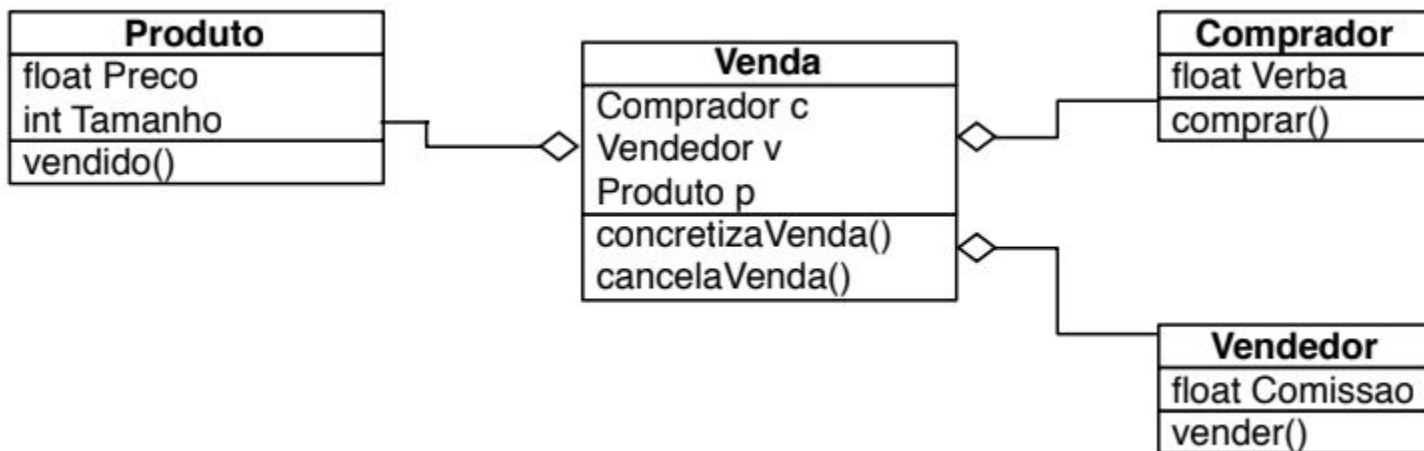 Produto
float Preco
int Tamanho
vendido()
Venda
Comprador c
Vendedor v
Produto p
concretizaVenda()
cancelaVenda()
Comprador
float Verba
comprar()
Vendedor
float Comissao
vender()